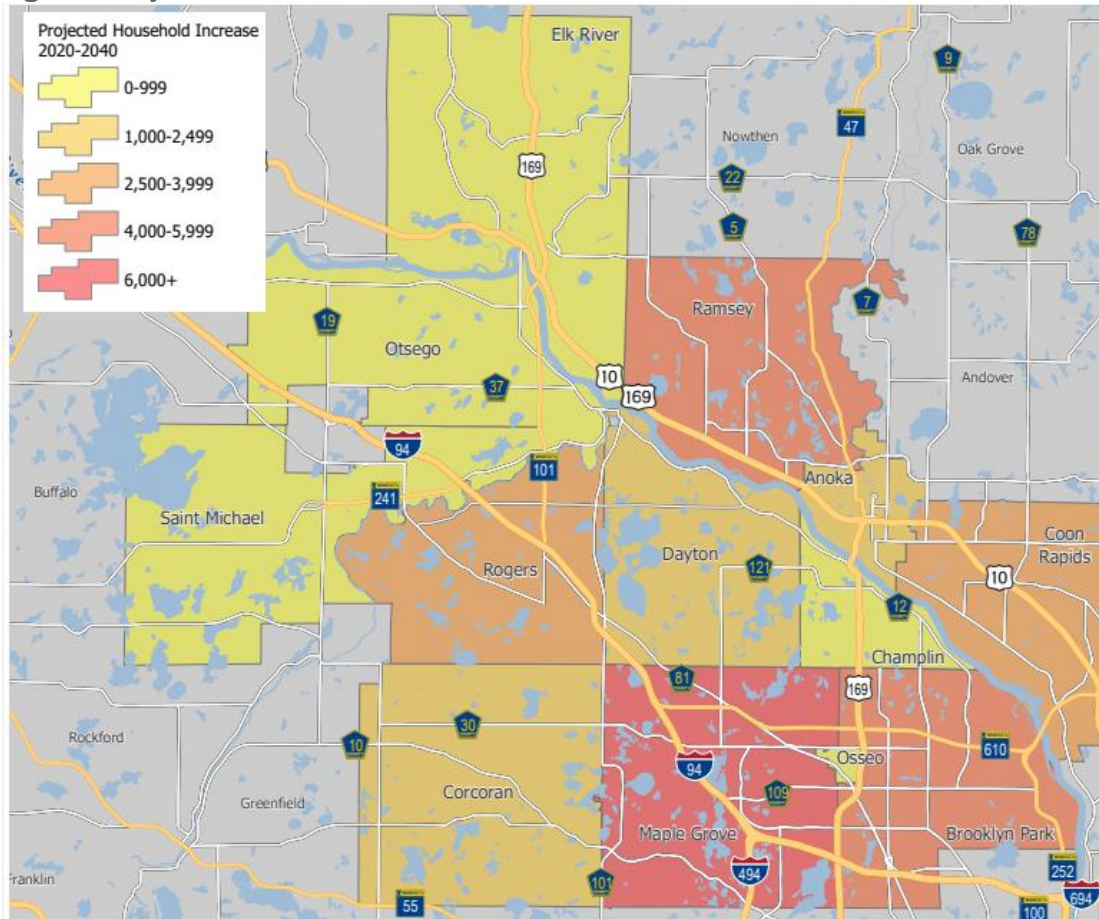 Projected Household Increase
2020-2040
0-999
1,000-2,499
2,500-3,999
4,000-5,999
6,000+
Elk River
9
169
47
Nowthen
Oak Grove
22
5
78
7
Ramsey
19
Otsego
10
169
37
Andover
94
101
Anoka
Buffalo
241
Saint Michael
Dayton
Coon
Rapids
Rogers
121
10
12
Champlin
81
169
30
Rockford
10
610
94
Osseo
Greenfield
Corcoran
109
Maple Grove
Brooklyn Park
494
252
Franklin
101
55
100
694